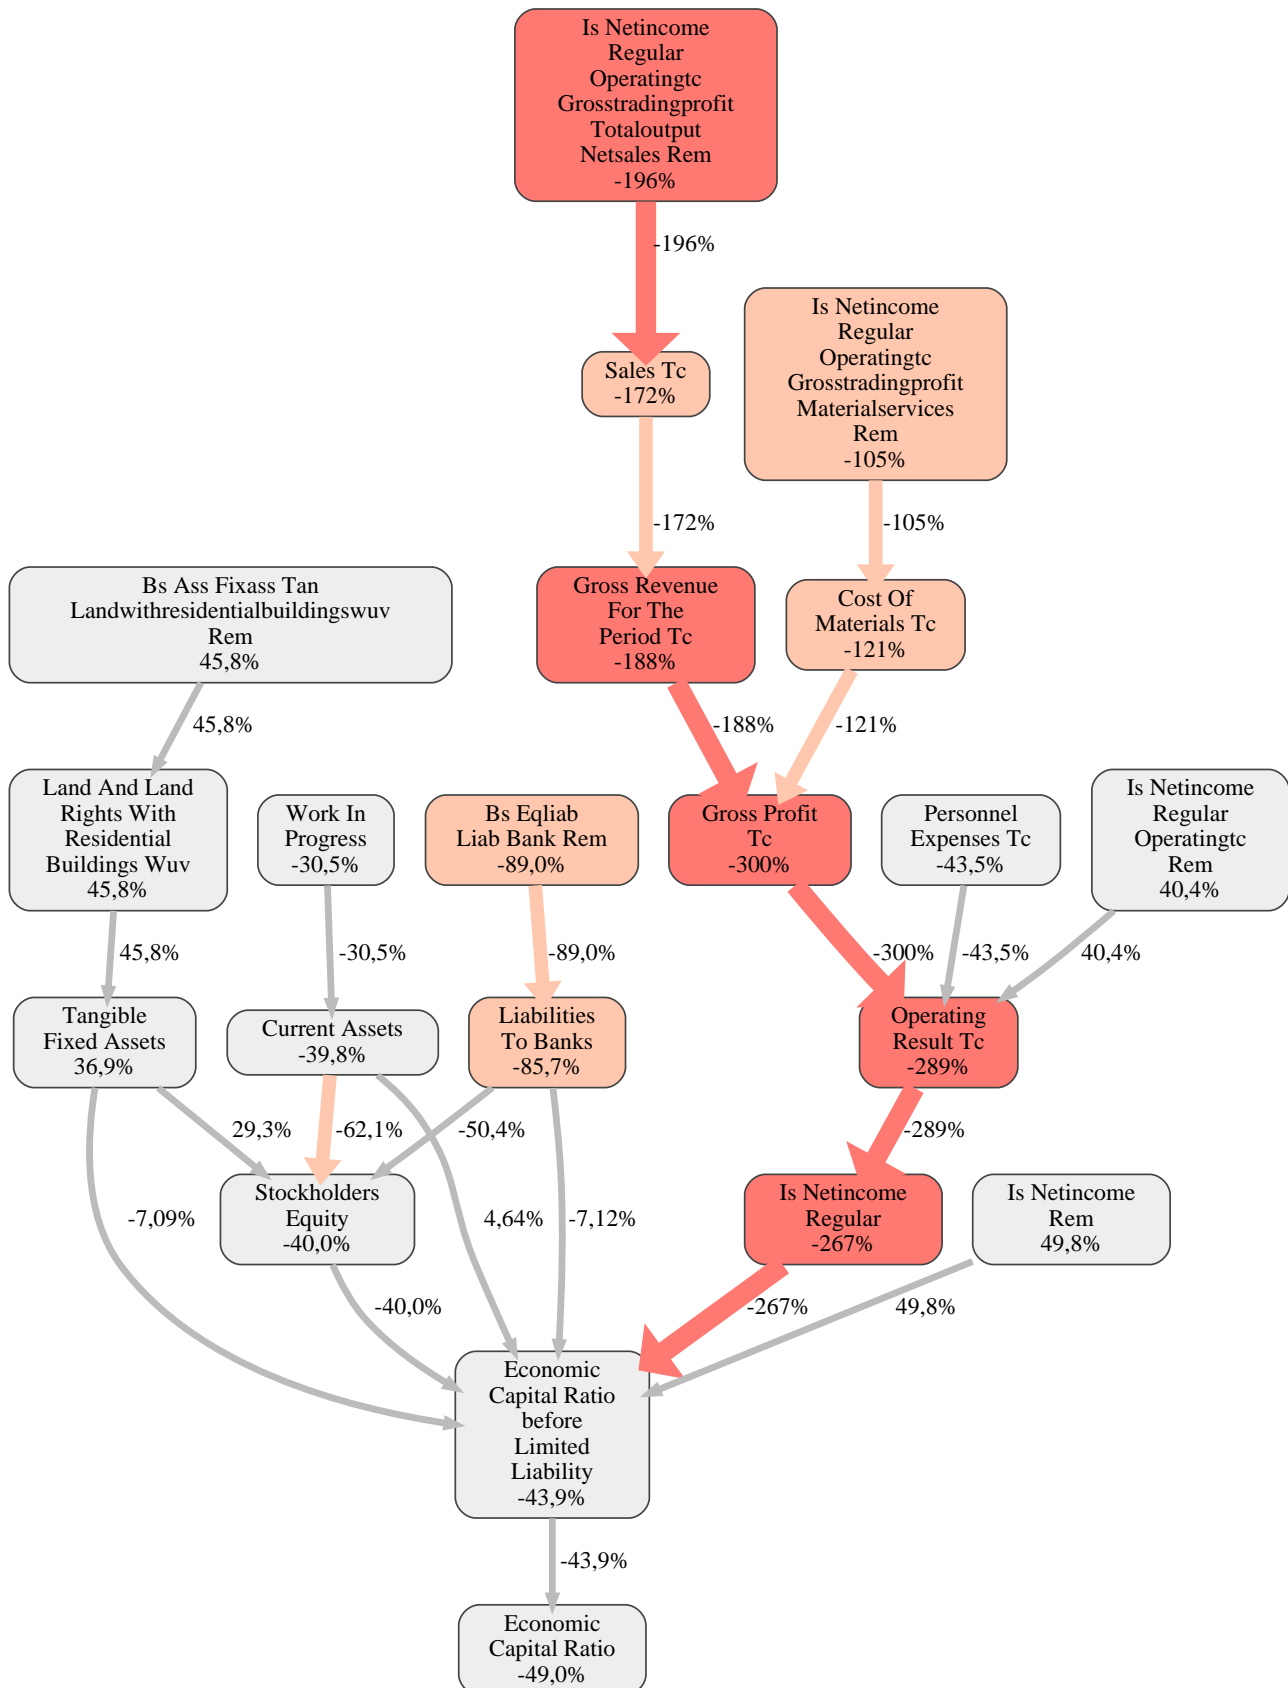 Is Netincome
Regular
Operatingtc
Grosstradingprofit
Totaloutput
Netsales Rem
-196%
-196%
Is Netincome
Regular
Operatingtc
Grosstradingprofit
Materialservices
Rem
-105%
Sales Tc
-172%
-172%
-105%
Bs Ass Fixass Tan
Landwithresidentialbuildingswuv
Rem
45,8%
Gross Revenue
For The
Period Tc
-188%
Cost Of
Materials Tc
-121%
45,8%
-188%
-121%
Land And Land
Rights With
Residential
Buildings Wuv
45,8%
Work In
Progress
-30,5%
Bs Eqliab
Liab Bank Rem
-89,0%
Gross Profit
Tc
-300%
Personnel
Expenses Tc
-43,5%
Is Netincome
Regular
Operatingtc
Rem
40,4%
45,8%
-30,5%
-89,0%
-300%
-43,5%
40,4%
Tangible
Fixed Assets
36,9%
Current Assets
-39,8%
Liabilities
To Banks
-85,7%
Operating
Result Tc
-289%
29,3%
-62,1%
-50,4%
-289%
Stockholders
Equity
-40,0%
Is Netincome
Regular
-267%
Is Netincome
Rem
49,8%
-7,09%
4,64%
-7,12%
-40,0%
-267%
49,8%
Economic
Capital Ratio
before
Limited
Liability
-43,9%
-43,9%
Economic
Capital Ratio
-49,0%